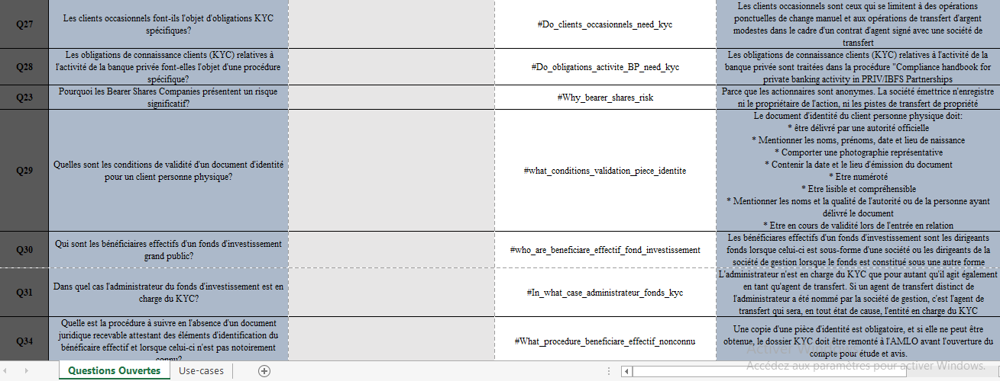 Q27
Les clients occasionnels font-ils l'objet d'obligations KYC
spécifiques?
#Do_clients_occasionnels_need_kyc
Les clients occasionnels sont ceux qui se limitent à des opérations
ponctuelles de change manuel et aux opérations de transfert d'argent
modestes dans le cadre d'un contrat d'agent signé avec une société de
transfert
Q28
Les obligations de connaissance clients (KYC) relatives à
l'activité de la banque privée font-elles l'objet d'une procédure
spécifique?
#Do_obligations_activite_BP_need_kyc
Les obligations de connaissance clients (KYC) relatives à l'activité de la
banque privée sont traitées dans la procédure "Compliance handbook for
private banking activity in PRIV/IBFS Partnerships
Q23
Pourquoi les Bearer Shares Companies présentent un risque
significatif?
#Why_bearer_shares_risk
Parce que les actionnaires sont anonymes. La société émettrice n'enregistre
ni le propriétaire de l'action, ni les pistes de transfert de propriété
Q29
Quelles sont les conditions de validité d'un document d'identité
pour un client personne physique?
#what_conditions_validation_piece_identite
Le document d'identité du client personne physique doit:
* être délivré par une autorité officielle
* Mentionner les noms, prénoms, date et lieu de naissance
* Comporter une photographie représentative
* Contenir la date et le lieu d'émission du document
* Etre numéroté
* Etre lisible et compréhensible
* Mentionner les noms et la qualité de l'autorité ou de la personne ayant
délivré le document
* Etre en cours de validité lors de l'entrée en relation
Q30
Qui sont les bénéficiaires effectifs d'un fonds d'investissement
grand public?
#who_are_beneficiare_effectif_fond_investissement
Les bénéficiaires effectifs d'un fonds d'investissement sont les dirigeants
fonds lorsque celui-ci est sous-forme d'une société ou les dirigeants de la
société de gestion lorsque le fonds est constitué sous une autre forme
Q31
Dans quel cas l'administrateur du fonds d'investissement est en
charge du KYC?
#In_what_case_administrateur_fonds_kyc
L'administrateur n'est en charge du KYC que pour autant qu'il agit également
en tant qu'agent de transfert. Si un agent de transfert distinct de
l'administrateur a été nommé par la société de gestion, c'est l'agent de
transfert qui sera, en tout état de cause, l'entité en charge du KYC
Q34
Quelle est la procédure à suivre en l'absence d'un document
juridique recevable attestant des éléments d'identification du
bénéficaire effectif et lorsque celui-ci n'est pas notoirement
connu?
#What_procedure_beneficiare_effectif_nonconnu
Une copie d'un pièce d'identité est obligatoire, et si elle ne peut être
obtenue, le dossier KYC doit être remonté à l'AMLO avant l'ouverture du
compte pour étude et avis.
Activer Windows
Accédez aux paramètres pour activer Windows.
Questions Ouvertes
Use-cases